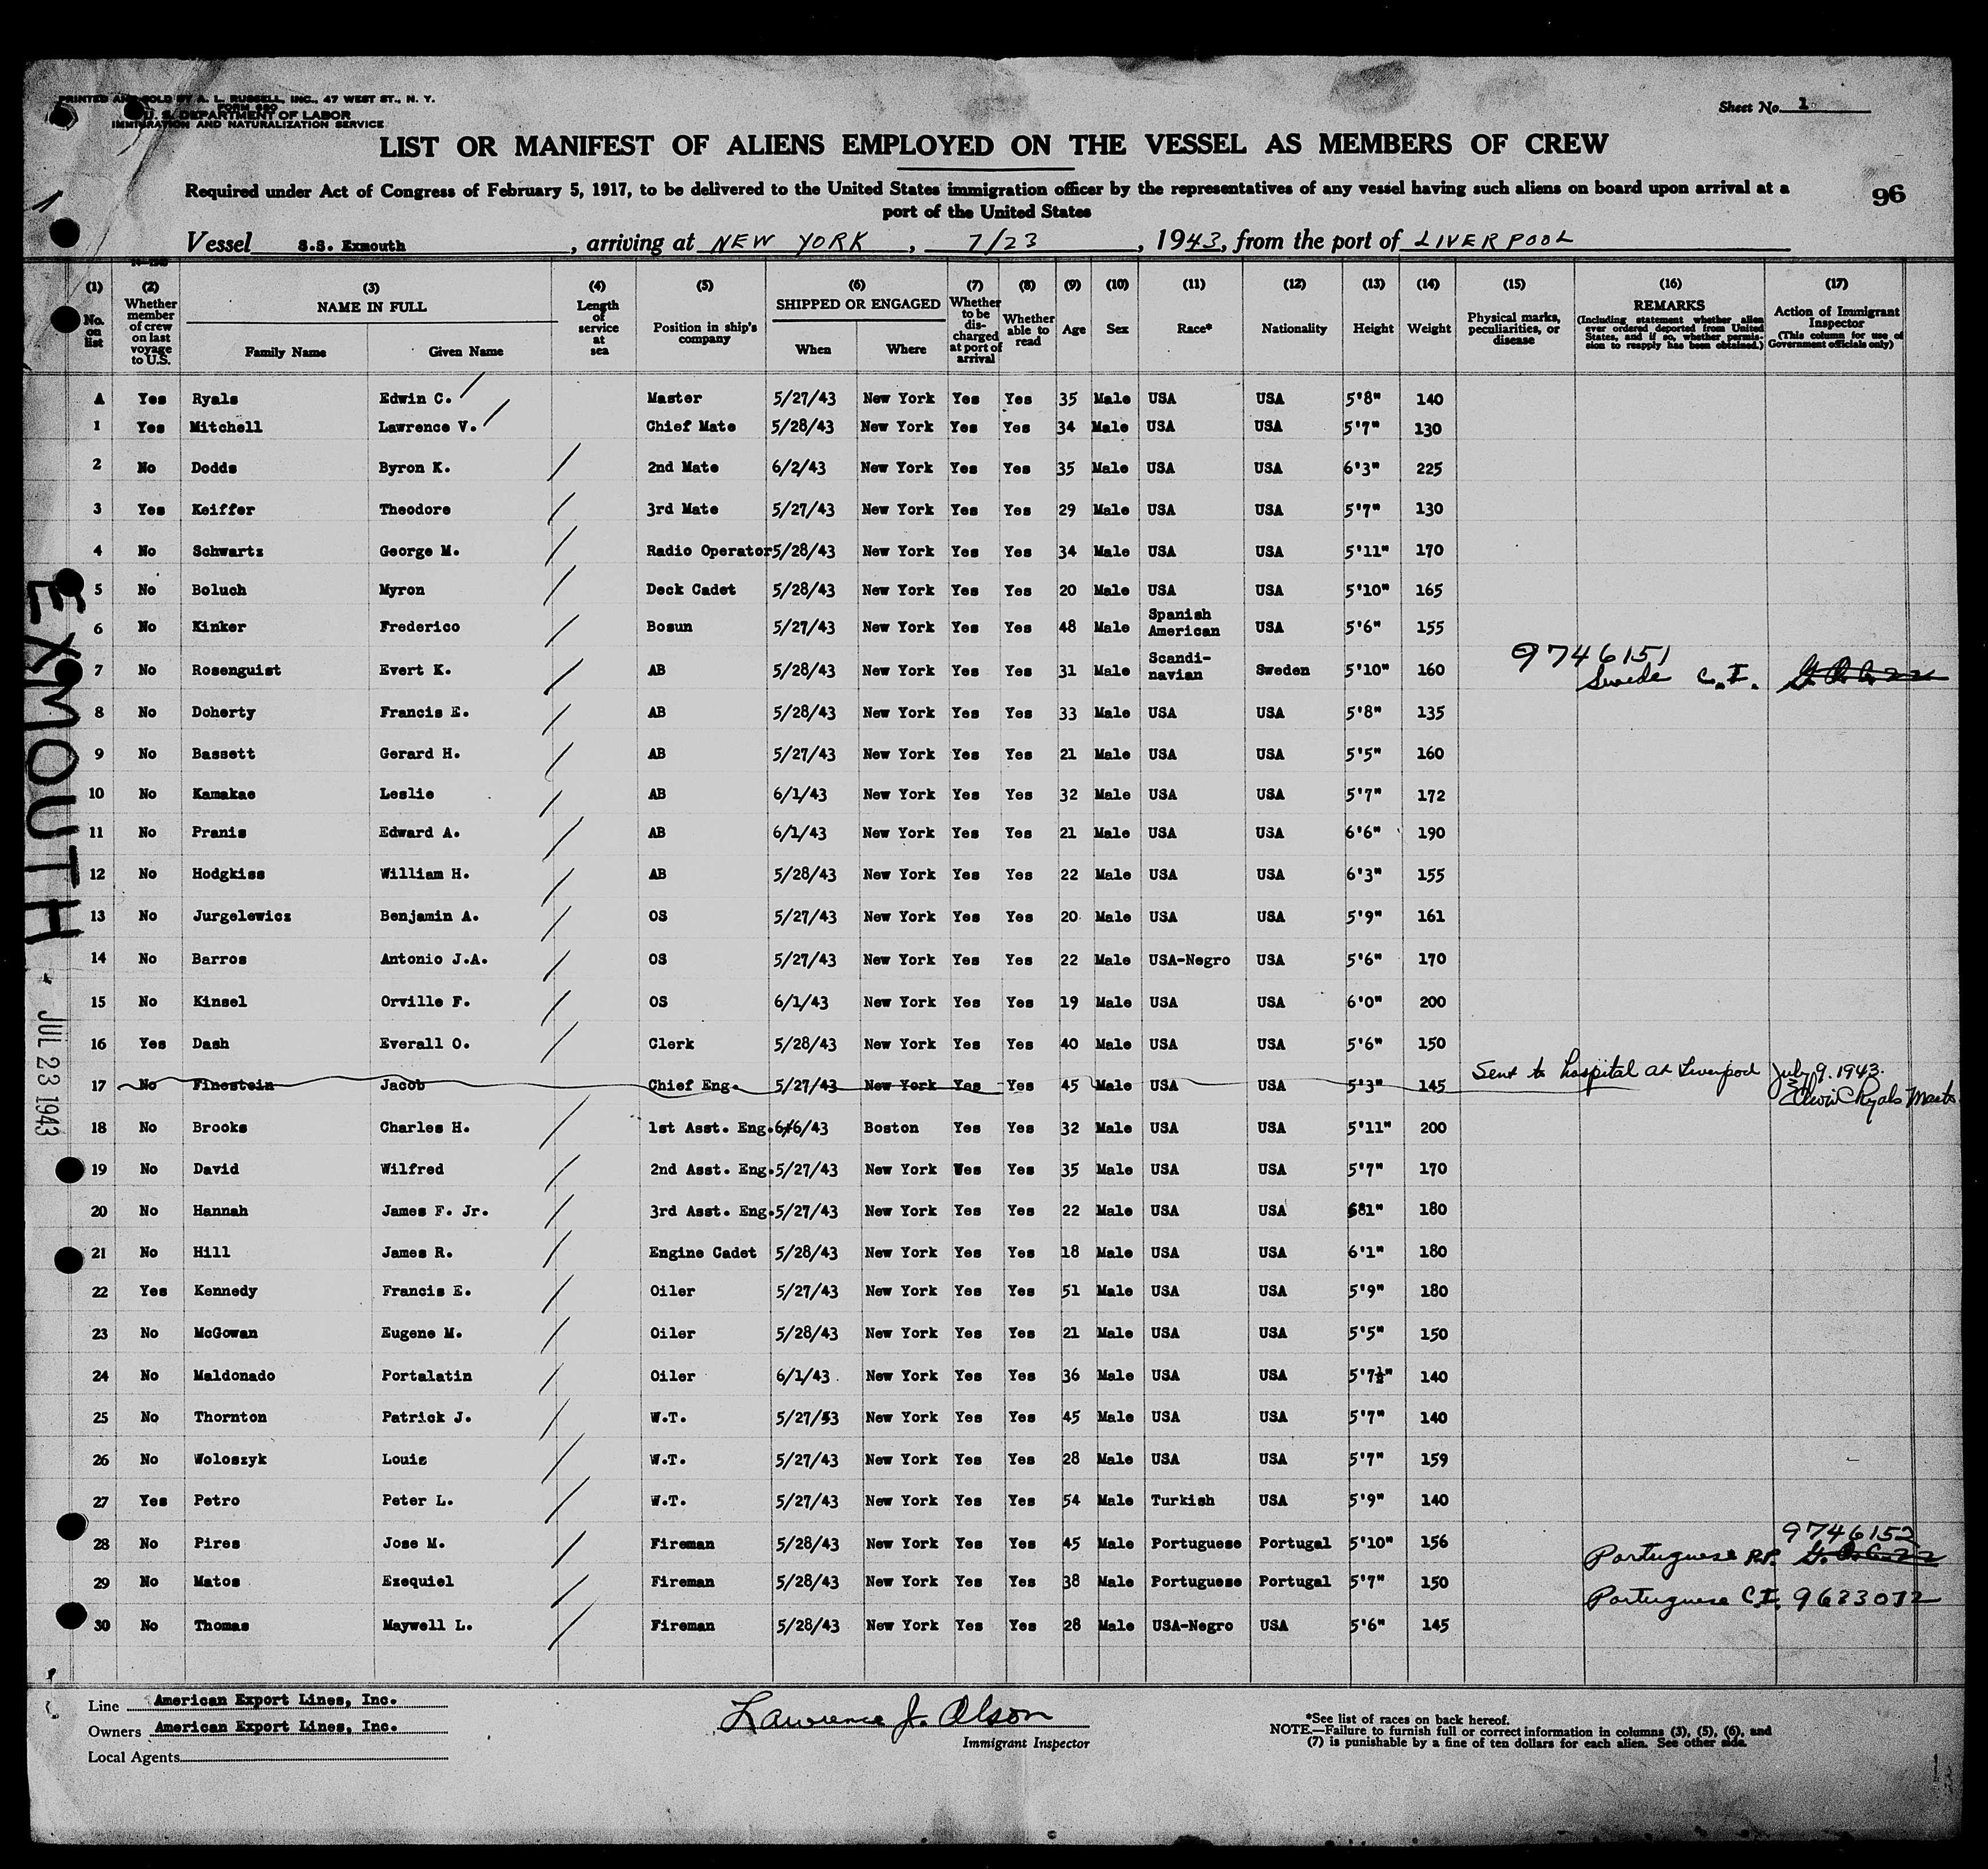 PRINTED AND SOLD BY A. L. RUSSELL, INC., 47 WEST ST., N. Y.
FORM 680
U. S. DEPARTMENT OF LABOR
IMMIGRATION AND NATURALIZATION SERVICE
Sheet No. 1
LIST OR MANIFEST OF ALIENS EMPLOYED ON THE VESSEL AS MEMBERS OF CREW
Required under Act of Congress of February 5, 1917, to be delivered to the United States immigration officer by the representatives of any vessel having such aliens on board upon arrival at a
port of the United States
96
Vessel S.S. Exmouth, arriving at NEW YORK, 7/23, 1943, from the port of LIVERPOOL
(1) No. on list
(2) Whether member of crew on last voyage to U.S.
(3) NAME IN FULL Family Name Given Name
(4) Length of service at sea
(5) Position in ship's company
(6) SHIPPED OR ENGAGED When Where
(7) Whether to be discharged at port of arrival
(8) Whether able to read
(9) Age
(10) Sex
(11) Race*
(12) Nationality
(13) Height
(14) Weight
(15) Physical marks, peculiarities, or disease
(16) REMARKS (Including statement whether alien ever ordered deported from United States, and if so, whether permission to reapply has been obtained.)
(17) Action of Immigrant Inspector (This column for use of Government officials only)
A Yes Ryals Edwin C. Master 5/27/43 New York Yes Yes 35 Male USA USA 5'8" 140
1 Yes Mitchell Lawrence V. Chief Mate 5/28/43 New York Yes Yes 34 Male USA USA 5'7" 130
2 No Dodds Byron K. 2nd Mate 6/2/43 New York Yes Yes 35 Male USA USA 6'3" 225
3 Yes Keiffer Theodore 3rd Mate 5/27/43 New York Yes Yes 29 Male USA USA 5'7" 130
4 No Schwartz George M. Radio Operator 5/28/43 New York Yes Yes 34 Male USA USA 5'11" 170
5 No Boluch Myron Deck Cadet 5/28/43 New York Yes Yes 20 Male USA USA 5'10" 165
6 No Kinker Frederico Bosun 5/27/43 New York Yes Yes 48 Male Spanish American USA 5'6" 155
7 No Rosenguist Evert K. AB 5/28/43 New York Yes Yes 31 Male Scandi-navian Sweden 5'10" 160 9746151 Swede C.I.
8 No Doherty Francis E. AB 5/28/43 New York Yes Yes 33 Male USA USA 5'8" 135
9 No Bassett Gerard H. AB 5/27/43 New York Yes Yes 21 Male USA USA 5'5" 160
10 No Kamakae Leslie AB 6/1/43 New York Yes Yes 32 Male USA USA 5'7" 172
11 No Pranis Edward A. AB 6/1/43 New York Yes Yes 21 Male USA USA 6'6" 190
12 No Hodgkiss William H. AB 5/28/43 New York Yes Yes 22 Male USA USA 6'3" 155
13 No Jurgelewicz Benjamin A. OS 5/27/43 New York Yes Yes 20 Male USA USA 5'9" 161
14 No Barros Antonio J.A. OS 5/27/43 New York Yes Yes 22 Male USA-Negro USA 5'6" 170
15 No Kinsel Orville F. OS 6/1/43 New York Yes Yes 19 Male USA USA 6'0" 200
16 Yes Dash Everall O. Clerk 5/28/43 New York Yes Yes 40 Male USA USA 5'6" 150
17 No Finestein Jacob Chief Eng. 5/27/43 New York Yes Yes 45 Male USA USA 5'3" 145 Sent to hospital at Liverpool July 9. 1943. Edwin C Ryals Master
18 No Brooks Charles H. 1st Asst. Eng. 6/6/43 Boston Yes Yes 32 Male USA USA 5'11" 200
19 No David Wilfred 2nd Asst. Eng. 5/27/43 New York Yes Yes 35 Male USA USA 5'7" 170
20 No Hannah James F. Jr. 3rd Asst. Eng. 5/27/43 New York Yes Yes 22 Male USA USA 681" 180
21 No Hill James R. Engine Cadet 5/28/43 New York Yes Yes 18 Male USA USA 6'1" 180
22 Yes Kennedy Francis E. Oiler 5/27/43 New York Yes Yes 51 Male USA USA 5'9" 180
23 No McGowan Eugene M. Oiler 5/28/43 New York Yes Yes 21 Male USA USA 5'5" 150
24 No Maldonado Portalatin Oiler 6/1/43 New York Yes Yes 36 Male USA USA 5'7½" 140
25 No Thornton Patrick J. W.T. 5/27/53 New York Yes Yes 45 Male USA USA 5'7" 140
26 No Woloszyk Louis W.T. 5/27/43 New York Yes Yes 28 Male USA USA 5'7" 159
27 Yes Petro Peter L. W.T. 5/27/43 New York Yes Yes 54 Male Turkish USA 5'9" 140
28 No Pires Jose M. Fireman 5/28/43 New York Yes Yes 45 Male Portuguese Portugal 5'10" 156 Portuguese P.P. 9746152
29 No Matos Ezequiel Fireman 5/28/43 New York Yes Yes 38 Male Portuguese Portugal 5'7" 150 Portuguese C.I. 9623072
30 No Thomas Maywell L. Fireman 5/28/43 New York Yes Yes 28 Male USA-Negro USA 5'6" 145
EXMOUTH
JUL 23 1943
Line American Export Lines, Inc.
Owners American Export Lines, Inc.
Local Agents
Lawrence J. Olson
Immigrant Inspector
*See list of races on back hereof.
NOTE.—Failure to furnish full or correct information in columns (3), (5), (6), and
(7) is punishable by a fine of ten dollars for each alien. See other side.